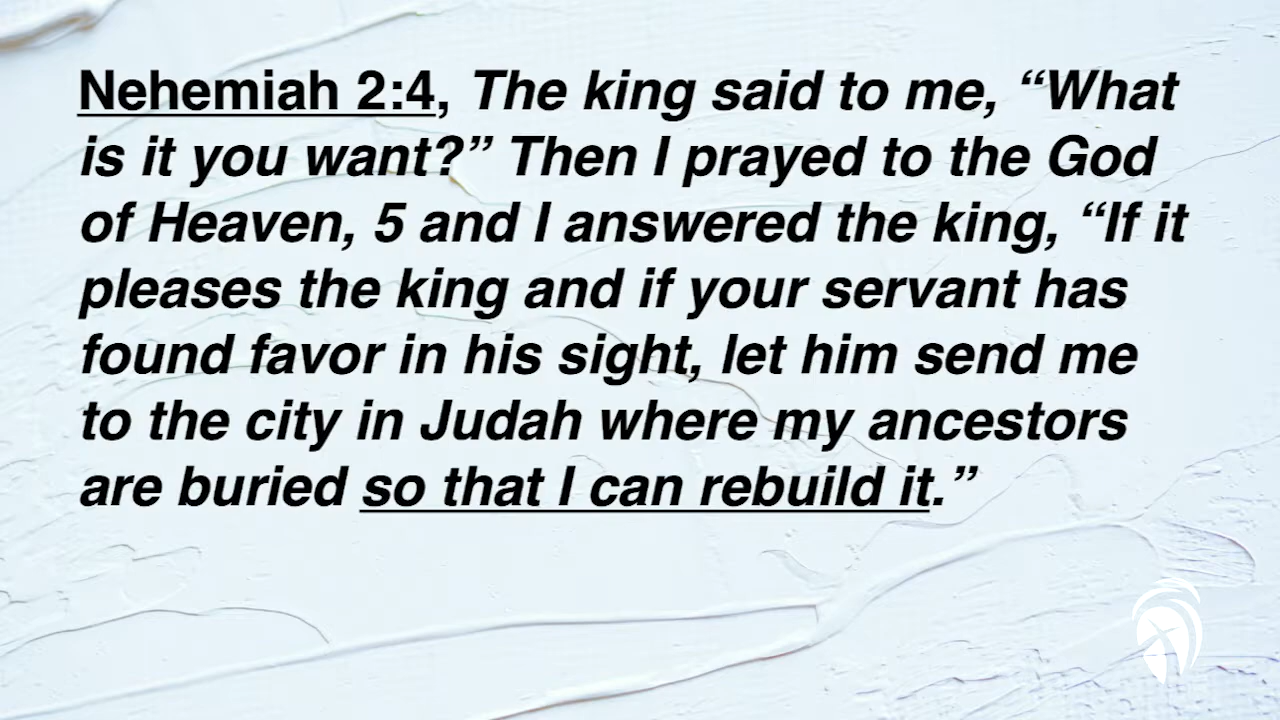 Nehemiah 2:4, The king said to me, “What
is it you want?” Then I prayed to the God
of Heaven, 5 and I answered the king, “If it
pleases the king and if your servant has
found favor in his sight, let him send me
to the city in Judah where my ancestors
are buried so that I can rebuild it.”